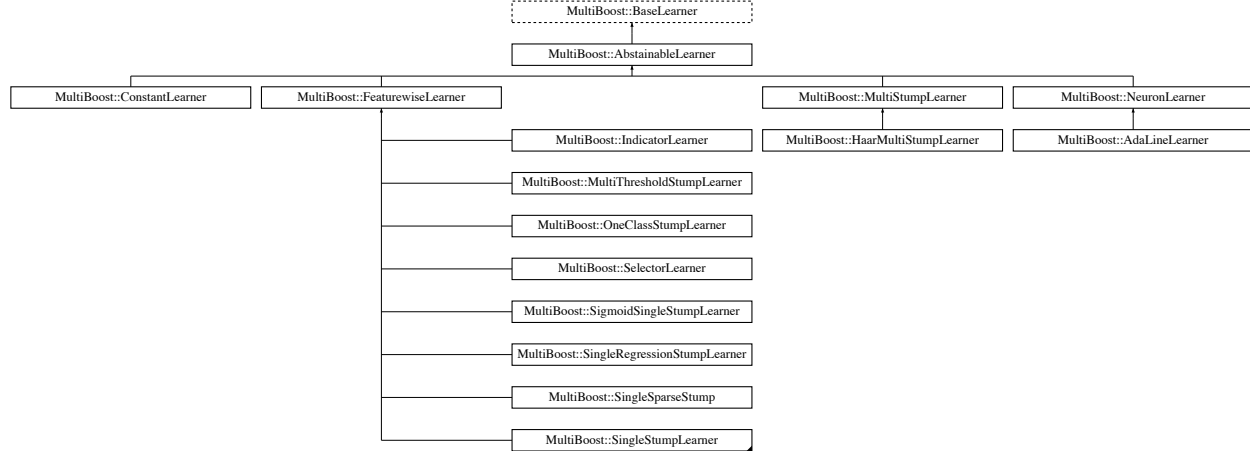 MultiBoost::BaseLearner
MultiBoost::AbstainableLearner
MultiBoost::ConstantLearner
MultiBoost::FeaturewiseLearner
MultiBoost::MultiStumpLearner
MultiBoost::NeuronLearner
MultiBoost::IndicatorLearner
MultiBoost::HaarMultiStumpLearner
MultiBoost::AdaLineLearner
MultiBoost::MultiThresholdStumpLearner
MultiBoost::OneClassStumpLearner
MultiBoost::SelectorLearner
MultiBoost::SigmoidSingleStumpLearner
MultiBoost::SingleRegressionStumpLearner
MultiBoost::SingleSparseStump
MultiBoost::SingleStumpLearner